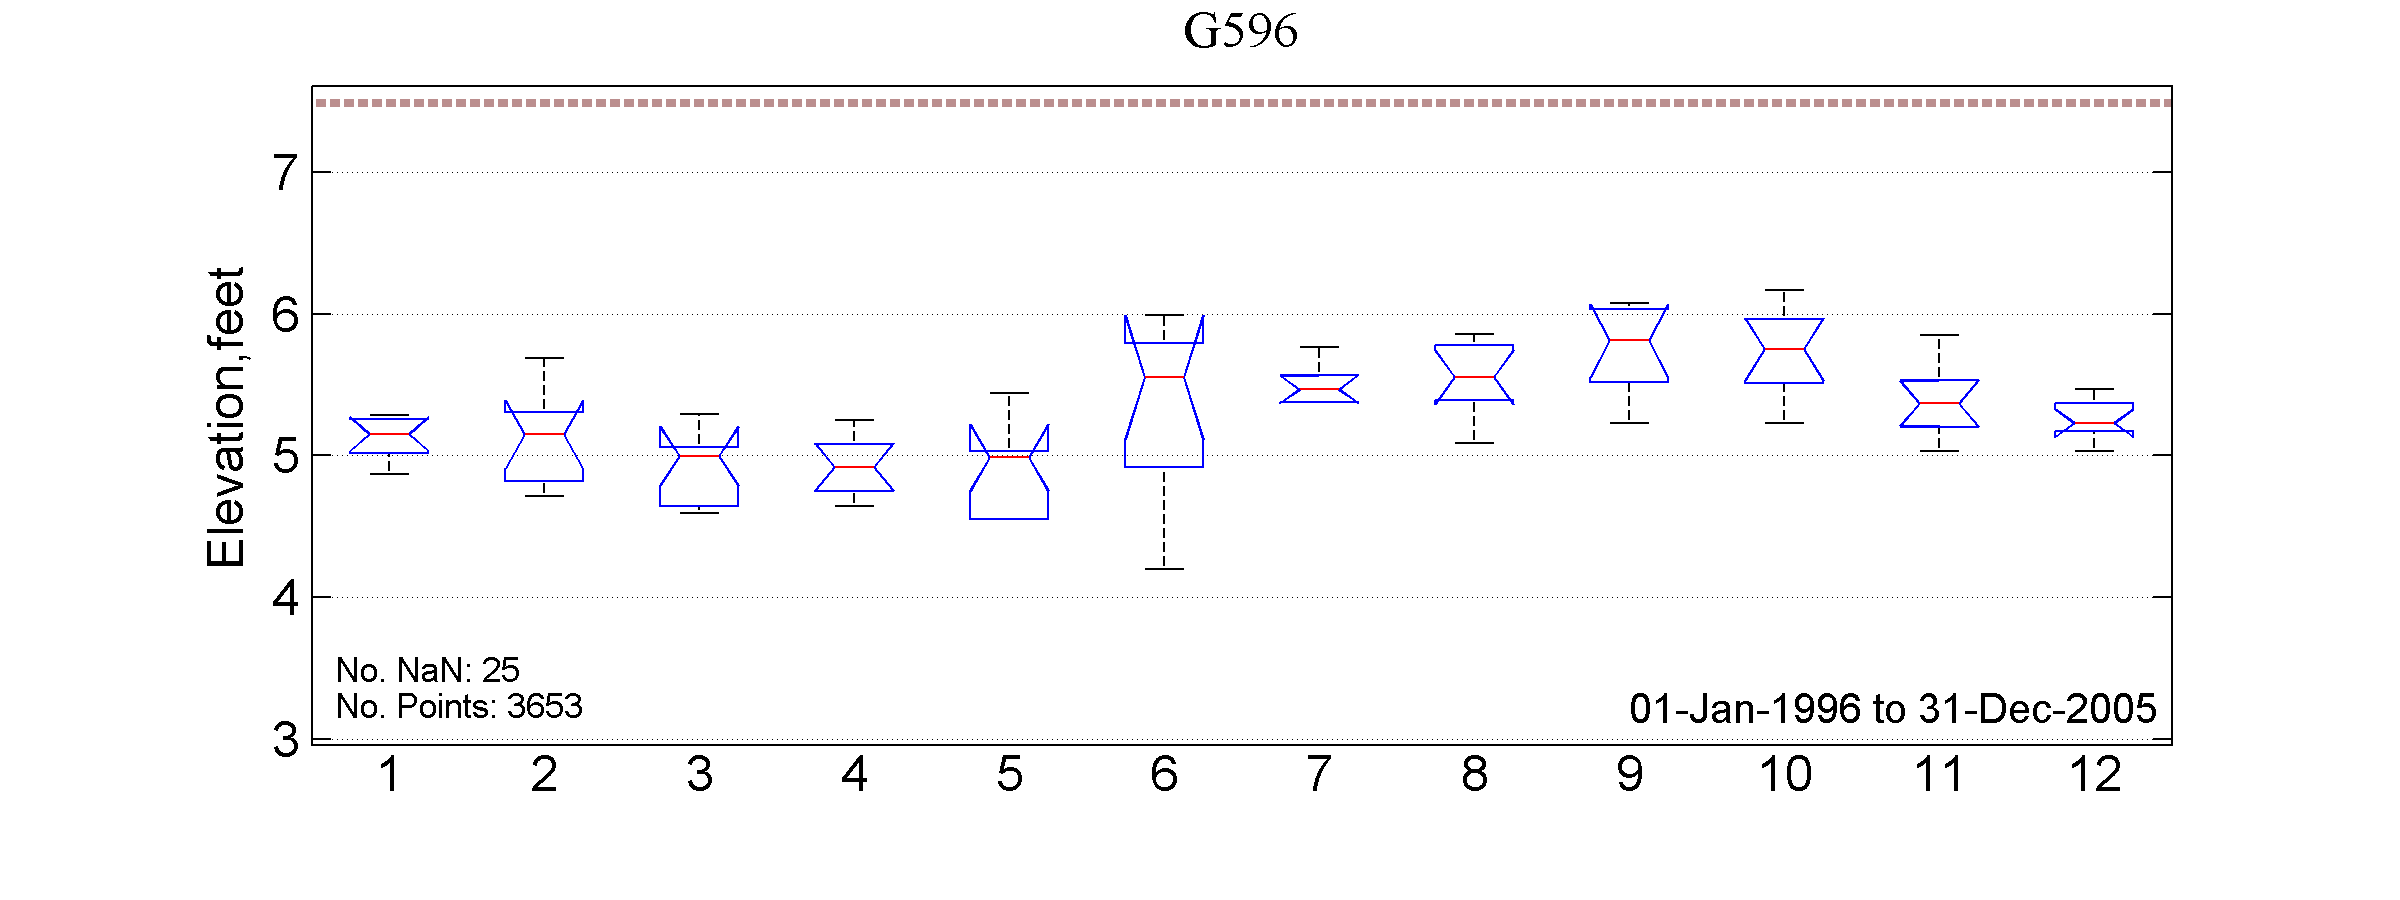 G596
Elevation,feet
7
6
5
4
3
No. NaN: 25
No. Points: 3653
01-Jan-1996 to 31-Dec-2005
1 2 3 4 5 6 7 8 9 10 11 12